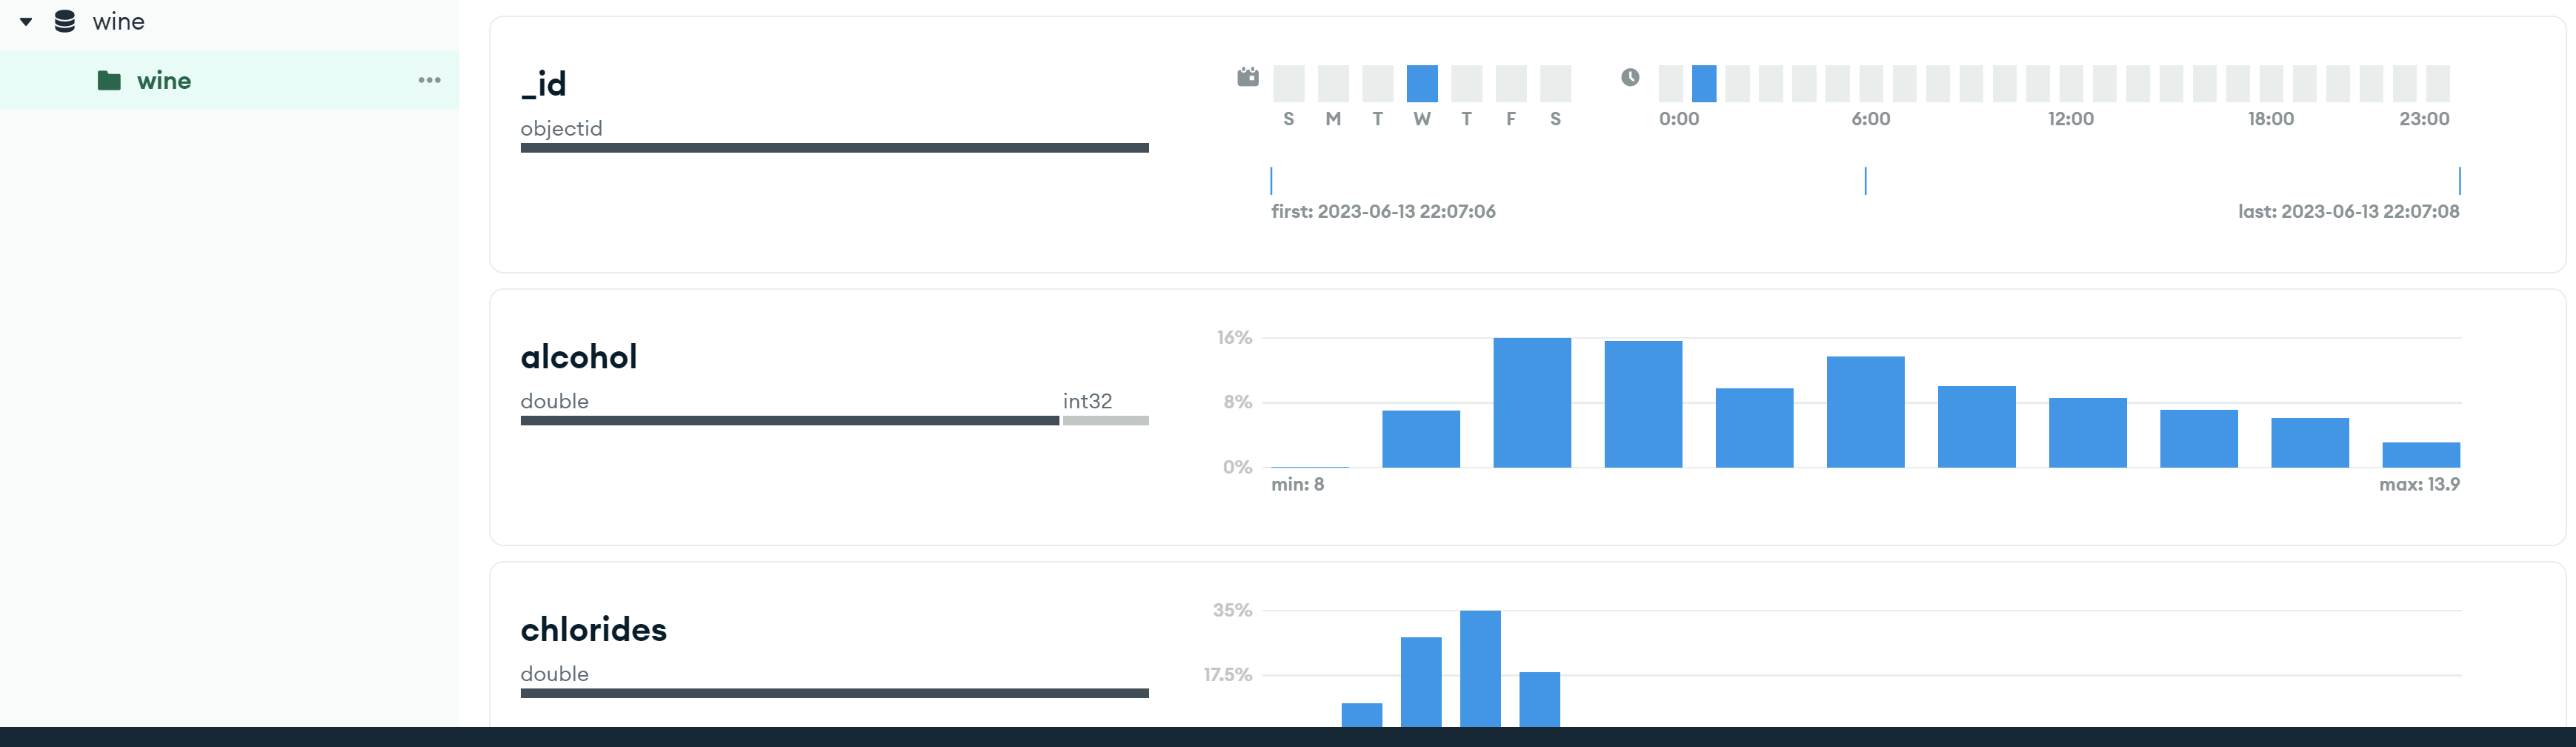 wine
wine
_id
objectid
S M T W T F S
0:00 6:00 12:00 18:00 23:00
first: 2023-06-13 22:07:06
last: 2023-06-13 22:07:08
alcohol
double int32
16%
8%
0%
min: 8
max: 13.9
chlorides
double
35%
17.5%